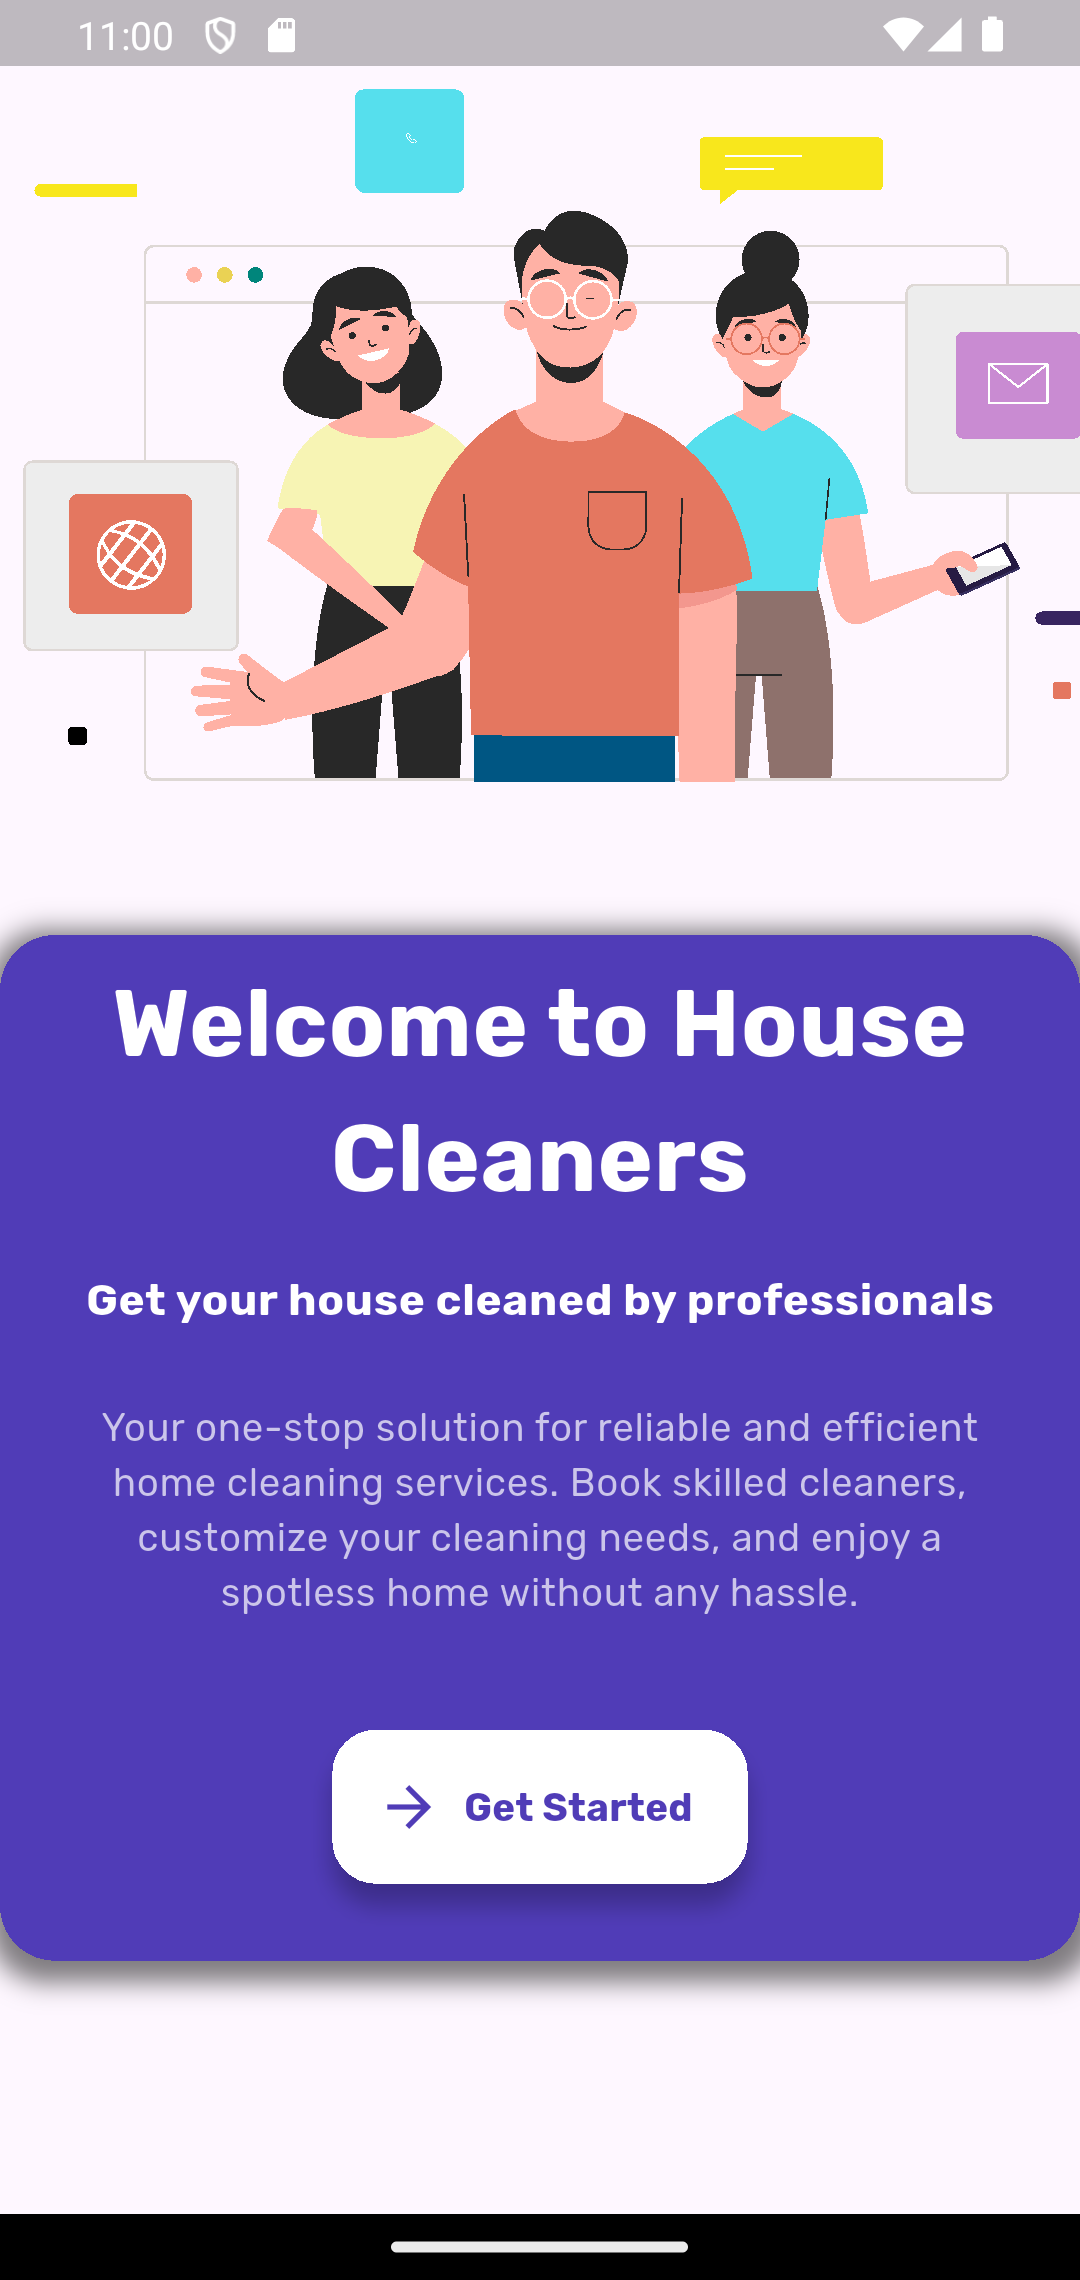 11:00
Welcome to House
Cleaners
Get your house cleaned by professionals
Your one-stop solution for reliable and efficient
home cleaning services. Book skilled cleaners,
customize your cleaning needs, and enjoy a
spotless home without any hassle.
Get Started